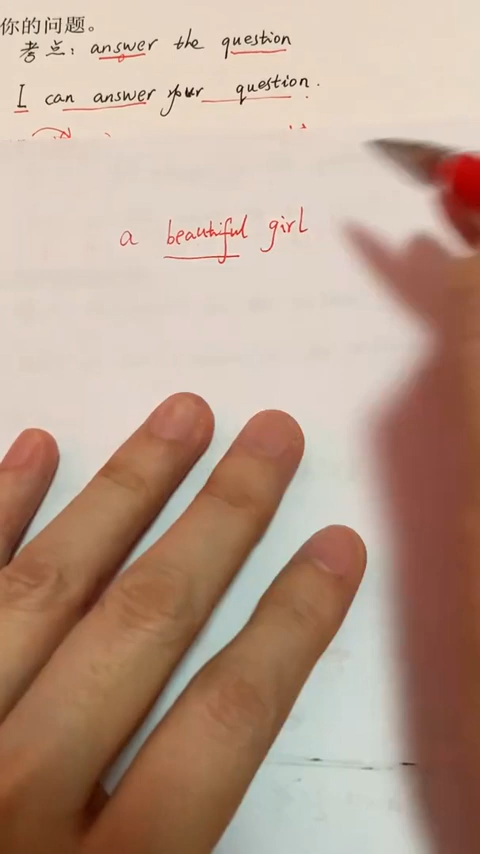 你的问题。
考点: answer the question
I can answer your question.
a beautiful girl